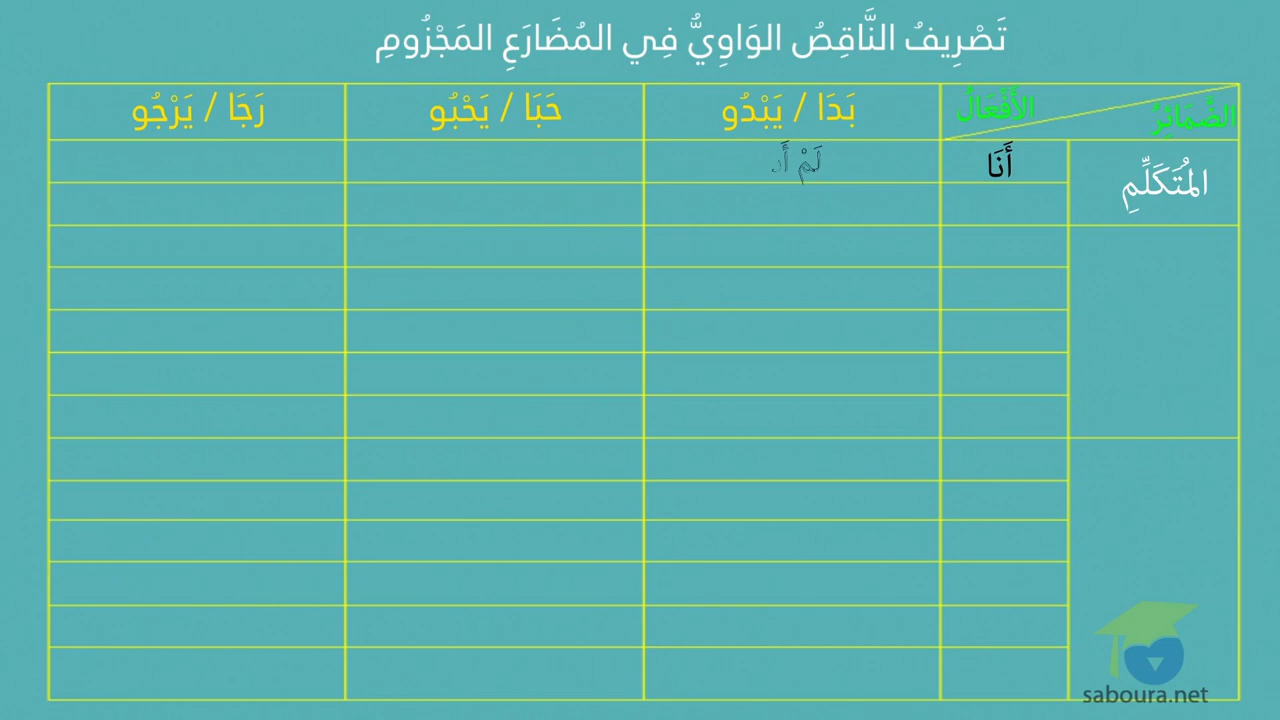 تَصْرِيفُ النَّاقِصُ الوَاوِيُّ فِي المُضَارَعِ المَجْزُومِ
الضَّمَائِرُ الأَفْعَالُ بَدَا / يَبْدُو حَبَا / يَحْبُو رَجَا / يَرْجُو
المُتَكَلِّمِ أَنَا لَمْ
saboura.net